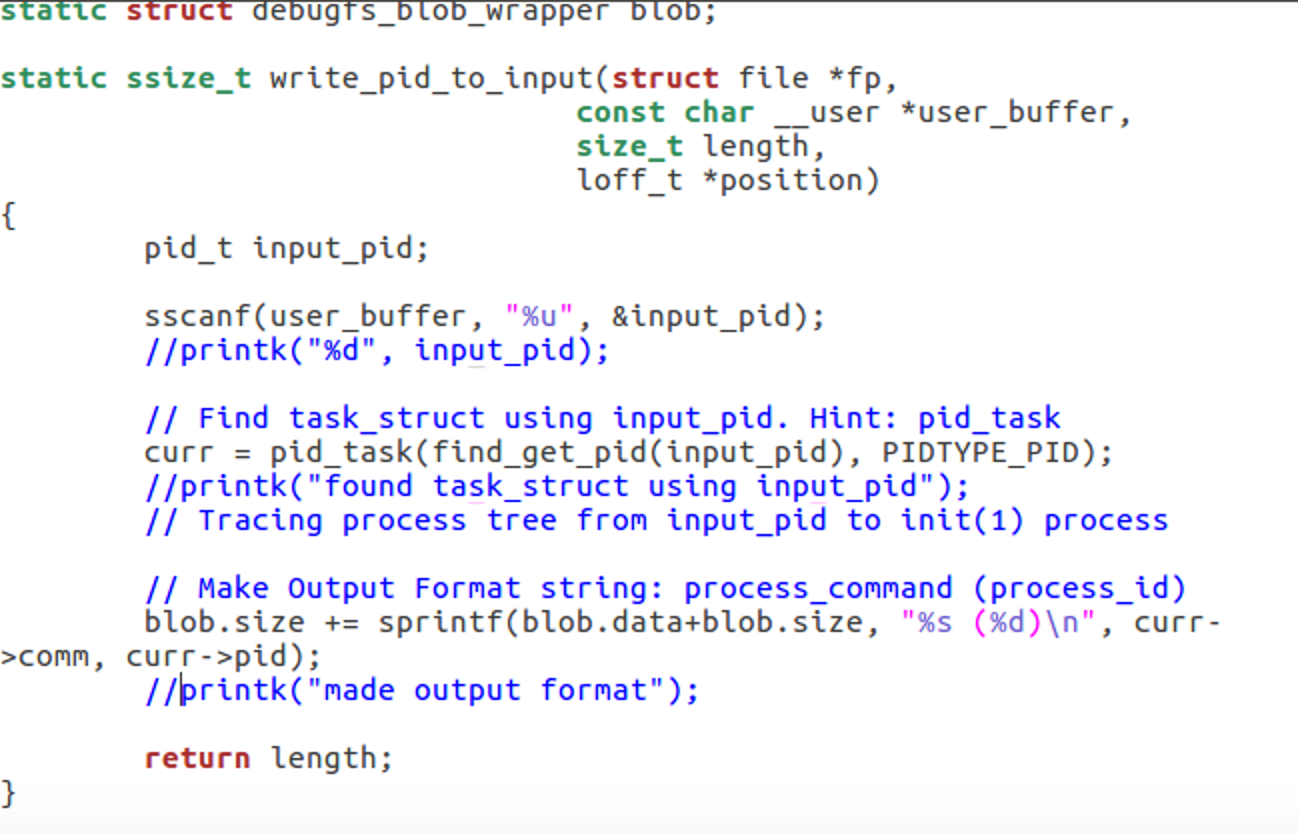 static struct debugfs_blob_wrapper blob;
static ssize_t write_pid_to_input(struct file *fp,
const char __user *user_buffer,
size_t length,
loff_t *position)
{
pid_t input_pid;
sscanf(user_buffer, "%u", &input_pid);
//printk("%d", input_pid);
// Find task_struct using input_pid. Hint: pid_task
curr = pid_task(find_get_pid(input_pid), PIDTYPE_PID);
//printk("found task_struct using input_pid");
// Tracing process tree from input_pid to init(1) process
// Make Output Format string: process_command (process_id)
blob.size += sprintf(blob.data+blob.size, "%s (%d)\n", curr-
>comm, curr->pid);
//printk("made output format");
return length;
}